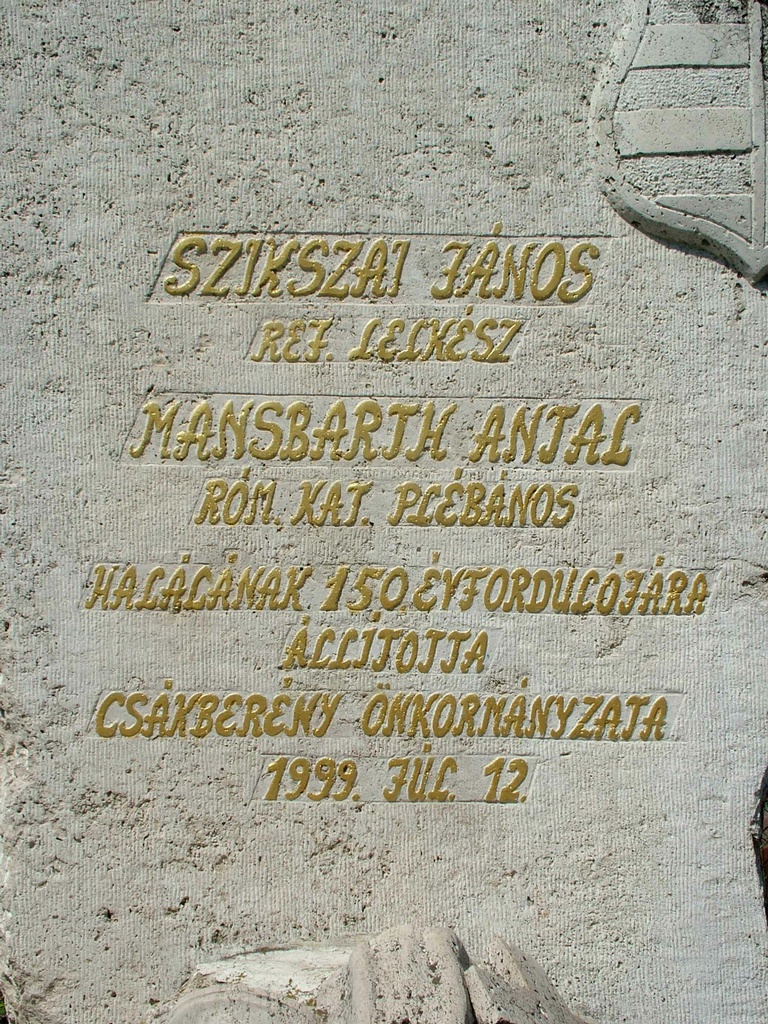 SZIKSZAI JÁNOS
REF. LELKÉSZ
MANSBARTH ANTAL
RÓM. KAT. PLÉBÁNOS
HALÁLÁNAK 150. ÉVFORDULÓJÁRA
ÁLLÍTOTTA
CSÁKBERÉNY ÖNKORMÁNYZATA
1999. JÚL. 12.